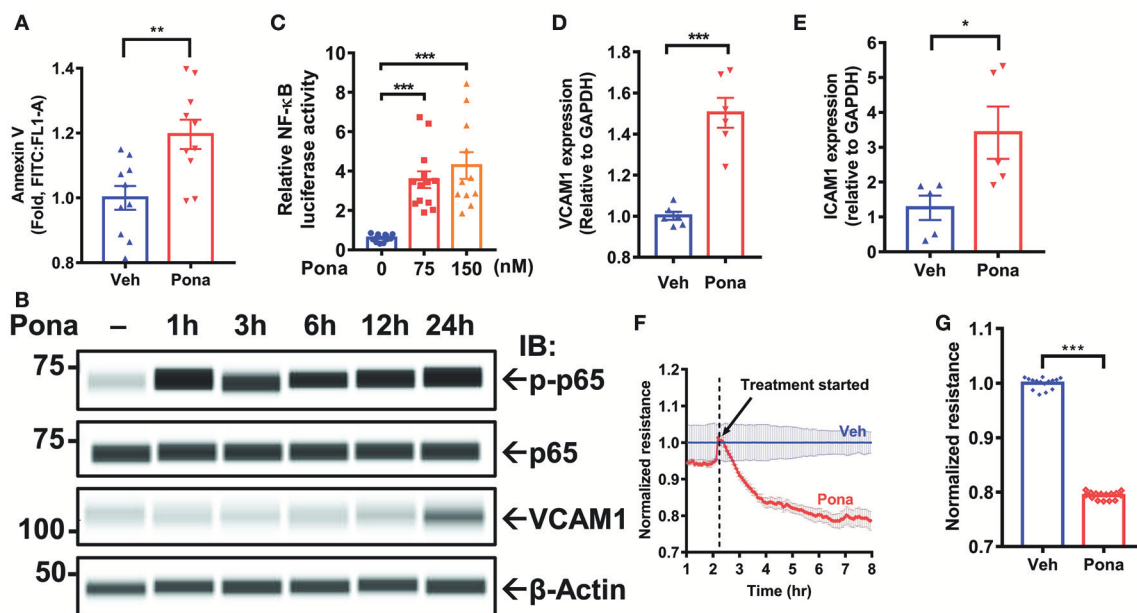 A
**
Annexin V
(Fold, FITC:FL1-A)
1.4
1.2
1.0
0.8
Veh Pona
C
***
***
Relative NF-κB
luciferase activity
10
8
6
4
2
0
Pona 0 75 150 (nM)
D
***
VCAM1 expression
(Relative to GAPDH)
1.8
1.6
1.4
1.2
1.0
0.8
Veh Pona
E
*
ICAM1 expression
(relative to GAPDH)
6
4
2
0
Veh Pona
B
Pona – 1h 3h 6h 12h 24h IB:
75
←p-p65
75
←p65
100
←VCAM1
50
←β-Actin
F
Normalized resistance
1.2
1.1
1.0
0.9
0.8
0.7
Treatment started
Veh
Pona
1 2 3 4 5 6 7 8
Time (hr)
G
***
Normalized resistance
1.1
1.0
0.9
0.8
0.7
Veh Pona